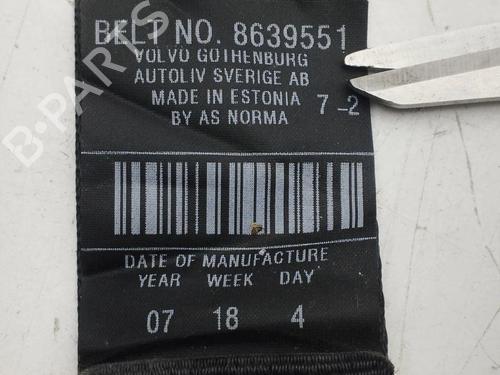 BELT NO. 8639551
VOLVO GOTHENBURG
AUTOLIV SVERIGE AB
MADE IN ESTONIA 7-2
BY AS NORMA
DATE OF MANUFACTURE
YEAR WEEK DAY
07 18 4
B-PARTS